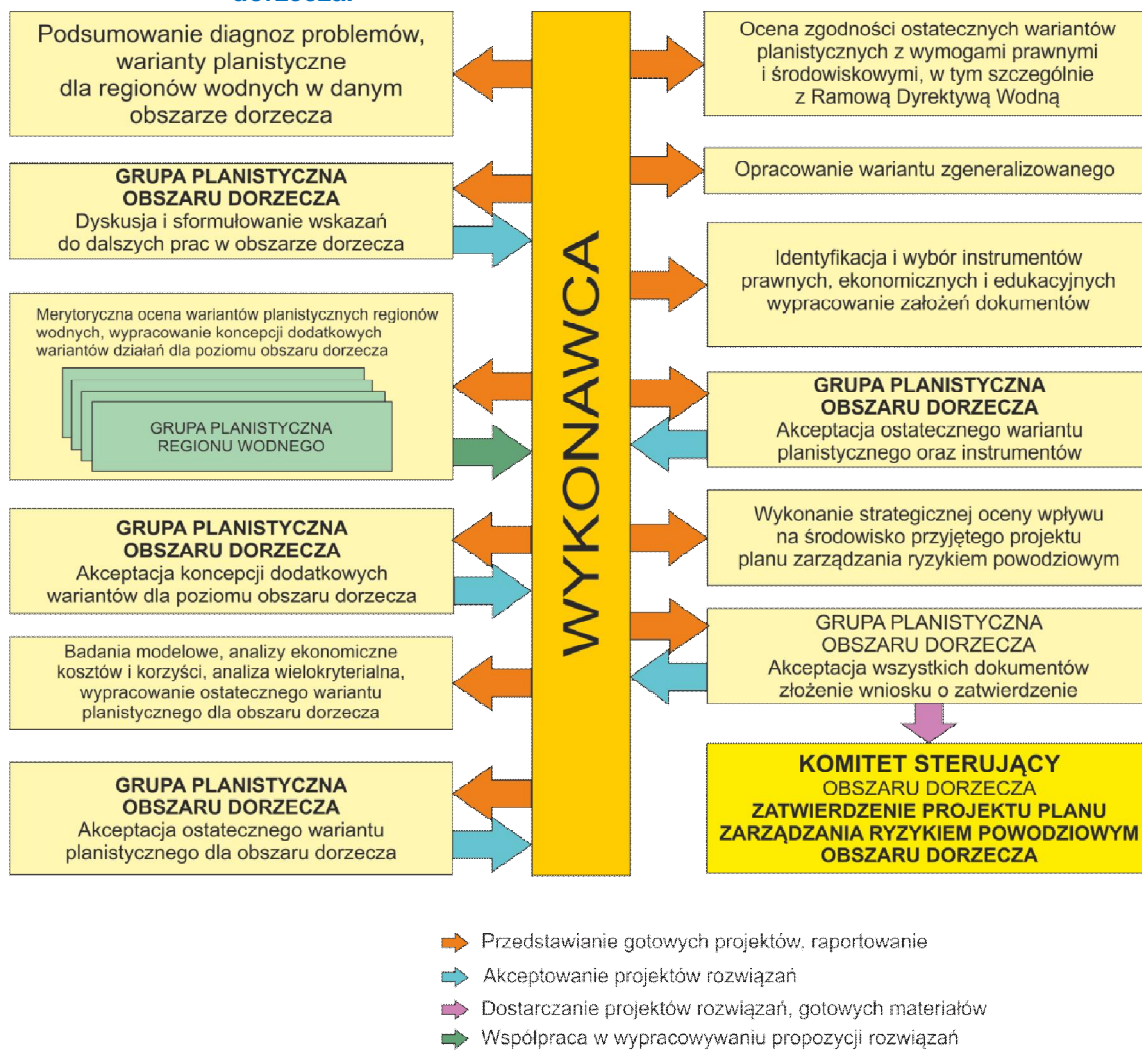 dorzecza.
Podsumowanie diagnoz problemów,
warianty planistyczne
dla regionów wodnych w danym
obszarze dorzecza
GRUPA PLANISTYCZNA
OBSZARU DORZECZA
Dyskusja i sformułowanie wskazań
do dalszych prac w obszarze dorzecza
Merytoryczna ocena wariantów planistycznych regionów
wodnych, wypracowanie koncepcji dodatkowych
wariantów działań dla poziomu obszaru dorzecza
GRUPA PLANISTYCZNA
REGIONU WODNEGO
GRUPA PLANISTYCZNA
OBSZARU DORZECZA
Akceptacja koncepcji dodatkowych
wariantów dla poziomu obszaru dorzecza
Badania modelowe, analizy ekonomiczne
kosztów i korzyści, analiza wielokryterialna,
wypracowanie ostatecznego wariantu
planistycznego dla obszaru dorzecza
GRUPA PLANISTYCZNA
OBSZARU DORZECZA
Akceptacja ostatecznego wariantu
planistycznego dla obszaru dorzecza
WYKONAWCA
Ocena zgodności ostatecznych wariantów
planistycznych z wymogami prawnymi
i środowiskowymi, w tym szczególnie
z Ramową Dyrektywą Wodną
Opracowanie wariantu zgeneralizowanego
Identyfikacja i wybór instrumentów
prawnych, ekonomicznych i edukacyjnych
wypracowanie założeń dokumentów
GRUPA PLANISTYCZNA
OBSZARU DORZECZA
Akceptacja ostatecznego wariantu
planistycznego oraz instrumentów
Wykonanie strategicznej oceny wpływu
na środowisko przyjętego projektu
planu zarządzania ryzykiem powodziowym
GRUPA PLANISTYCZNA
OBSZARU DORZECZA
Akceptacja wszystkich dokumentów
złożenie wniosku o zatwierdzenie
KOMITET STERUJĄCY
OBSZARU DORZECZA
ZATWIERDZENIE PROJEKTU PLANU
ZARZĄDZANIA RYZYKIEM POWODZIOWYM
OBSZARU DORZECZA
Przedstawianie gotowych projektów, raportowanie
Akceptowanie projektów rozwiązań
Dostarczanie projektów rozwiązań, gotowych materiałów
Współpraca w wypracowywaniu propozycji rozwiązań